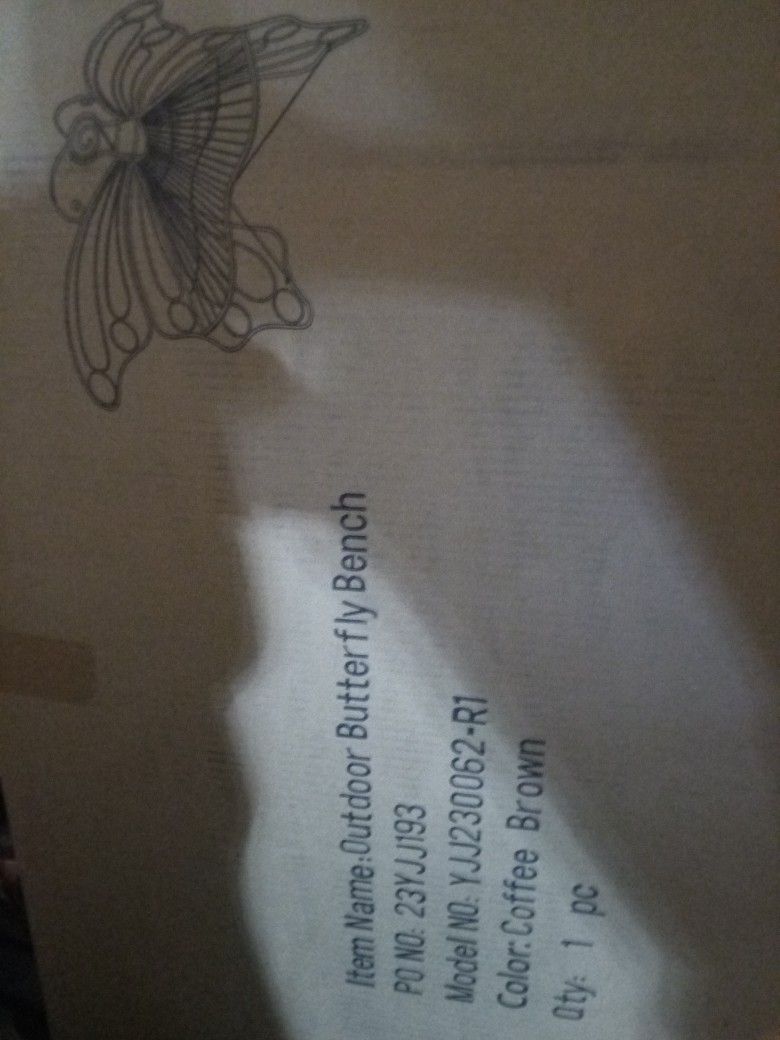 Item Name:Outdoor Butterfly Bench
PO NO: 23YJJ193
Model NO: YJJ230062-R1
Color:Coffee Brown
Qty: 1 pc